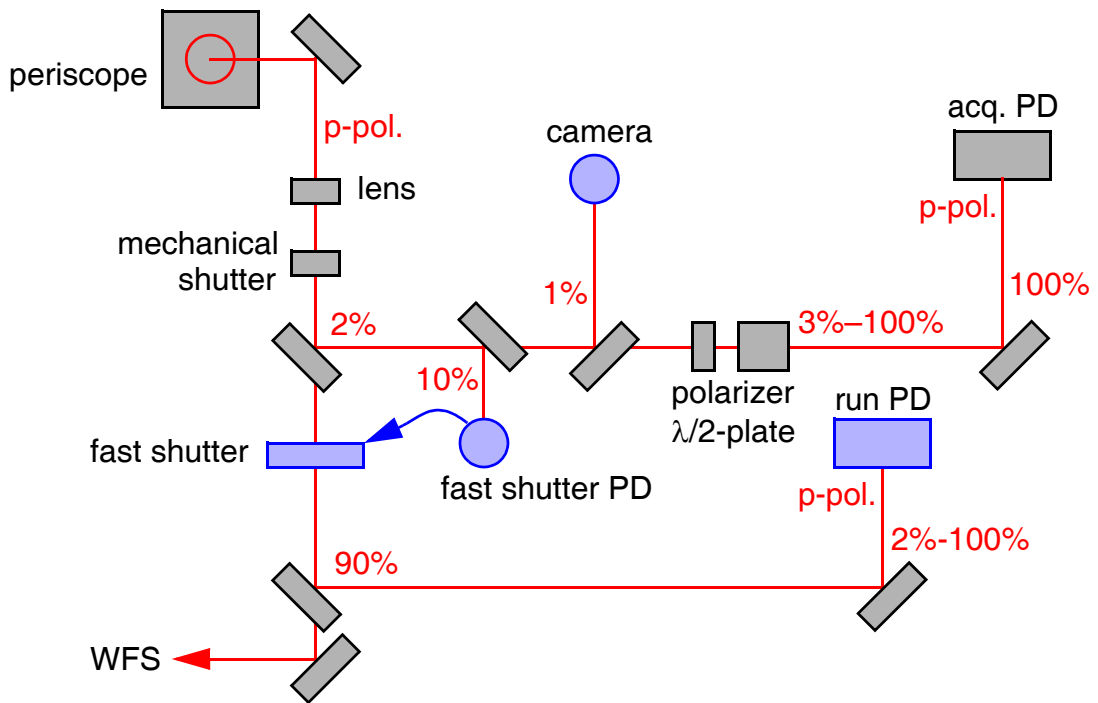 periscope
p-pol.
camera
acq. PD
lens
p-pol.
mechanical
shutter
1%
100%
2%
3%–100%
10%
polarizer
λ/2-plate
run PD
fast shutter
fast shutter PD
p-pol.
2%-100%
90%
WFS